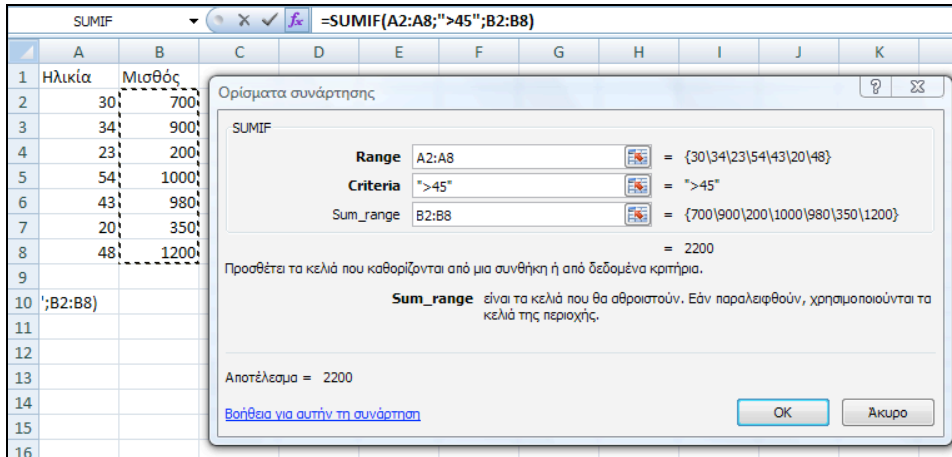 SUMIF =SUMIF(A2:A8;">45";B2:B8)
A B C D E F G H I J K
1 Ηλικία Μισθός
2 30 700
3 34 900
4 23 200
5 54 1000
6 43 980
7 20 350
8 48 1200
9
10 ";B2:B8)
11
12
13
14
15
16
Ορίσματα συνάρτησης
SUMIF
Range A2:A8 = {30\34\23\54\43\20\48}
Criteria ">45" = ">45"
Sum_range B2:B8 = {700\900\200\1000\980\350\1200}
= 2200
Προσθέτει τα κελιά που καθορίζονται από μια συνθήκη ή από δεδομένα κριτήρια.
Sum_range είναι τα κελιά που θα αθροιστούν. Εάν παραλειφθούν, χρησιμοποιούνται τα
κελιά της περιοχής.
Αποτέλεσμα = 2200
Βοήθεια για αυτήν τη συνάρτηση
OK Άκυρο